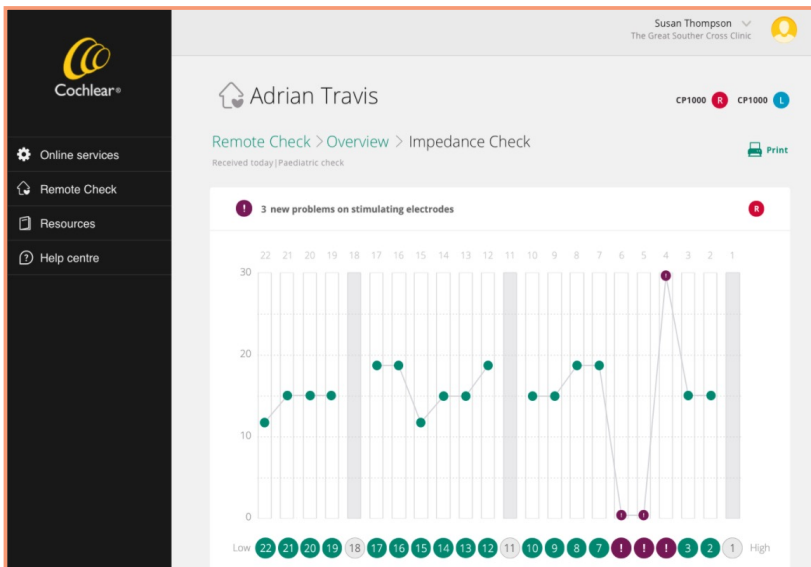 Susan Thompson
The Great Souther Cross Clinic
Cochlear®
Adrian Travis
CP1000 R CP1000 L
Online services
Remote Check
Resources
Help centre
Remote Check > Overview > Impedance Check
Received today|Paediatric check
Print
! 3 new problems on stimulating electrodes R
22 21 20 19 18 17 16 15 14 13 12 11 10 9 8 7 6 5 4 3 2 1
30
!
20
10
! !
0
Low 22 21 20 19 18 17 16 15 14 13 12 11 10 9 8 7 ! ! ! 3 2 1 High